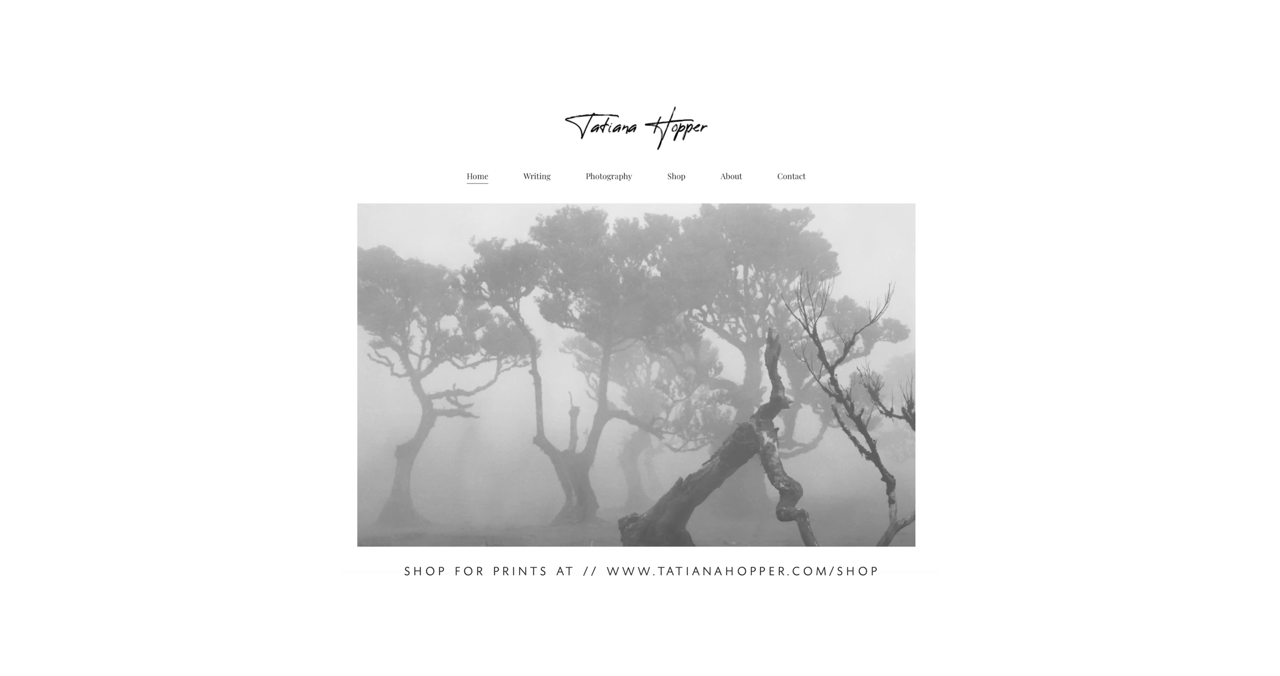 Tatiana Hopper
Home Writing Photography Shop About Contact
SHOP FOR PRINTS AT // WWW.TATIANAHOPPER.COM/SHOP